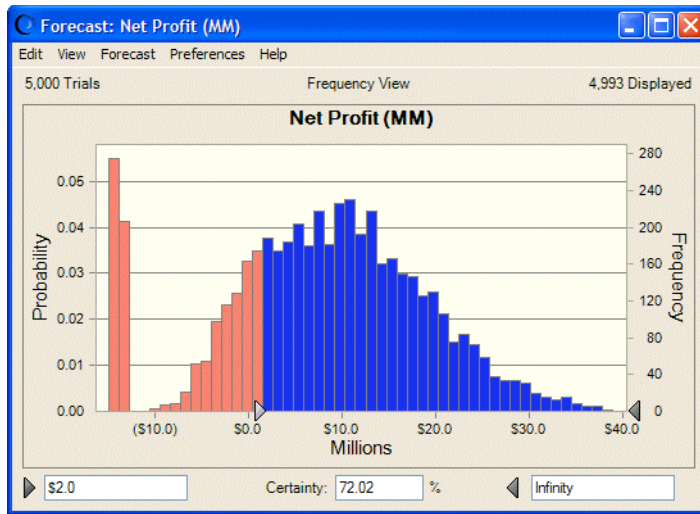 Forecast: Net Profit (MM)
Edit View Forecast Preferences Help
5,000 Trials Frequency View 4,993 Displayed
Net Profit (MM)
Probability
0.05
0.04
0.03
0.02
0.01
0.00
280
240
200
160
120
80
40
0
Frequency
($10.0) $0.0 $10.0 $20.0 $30.0 $40.0
Millions
$2.0 Certainty: 72.02 % Infinity